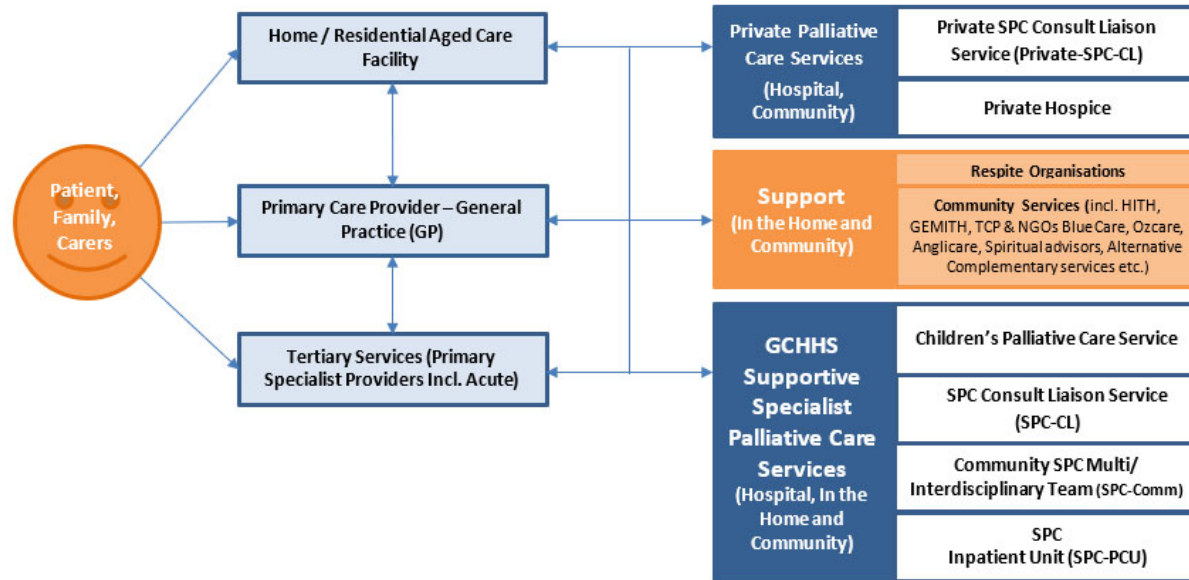 Patient,
Family,
Carers
Home / Residential Aged Care
Facility
Primary Care Provider – General
Practice (GP)
Tertiary Services (Primary
Specialist Providers Incl. Acute)
Private Palliative
Care Services
(Hospital,
Community)
Private SPC Consult Liaison
Service (Private-SPC-CL)
Private Hospice
Support
(In the Home and
Community)
Respite Organisations
Community Services (incl. HITH,
GEMITH, TCP & NGOs BlueCare, Ozcare,
Anglicare, Spiritual advisors, Alternative
Complementary services etc.)
GCHHS
Supportive
Specialist
Palliative Care
Services
(Hospital, In the
Home and
Community)
Children's Palliative Care Service
SPC Consult Liaison Service
(SPC-CL)
Community SPC Multi/
Interdisciplinary Team (SPC-Comm)
SPC
Inpatient Unit (SPC-PCU)